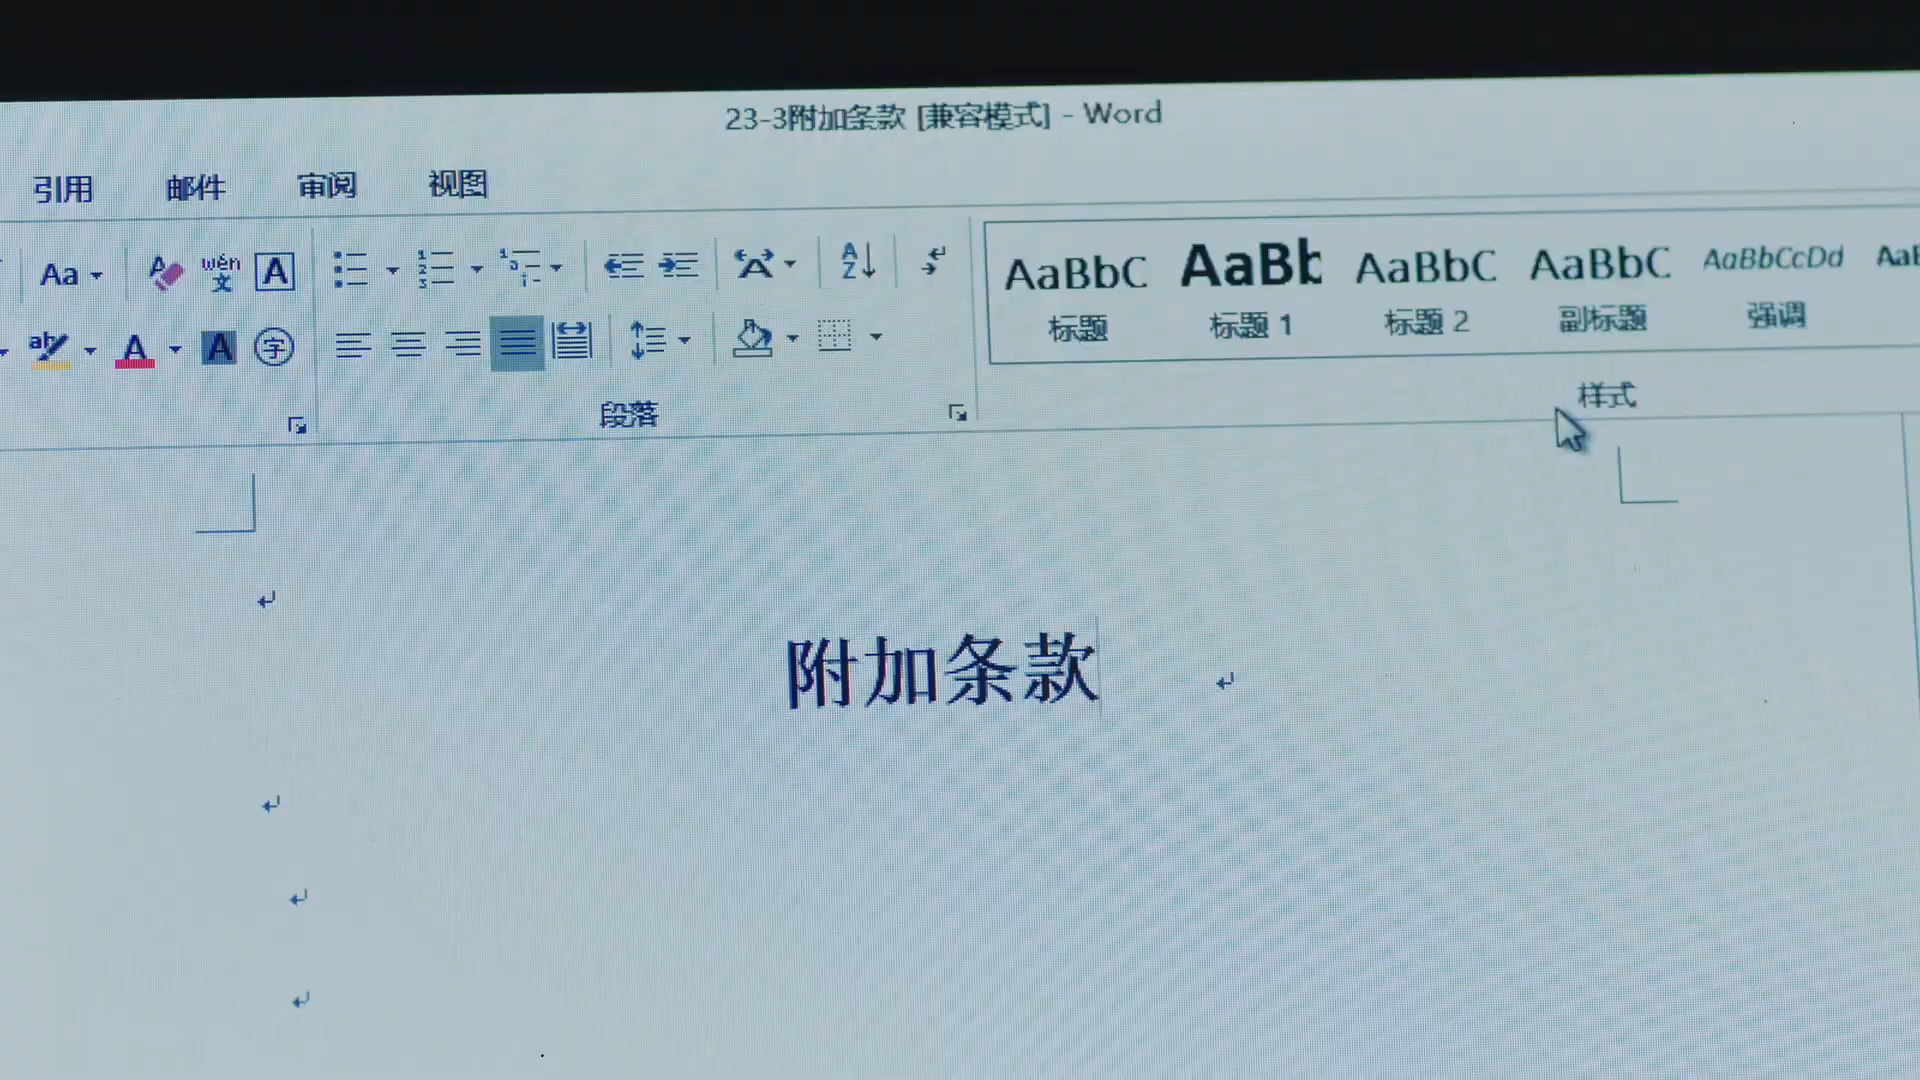 23-3附加条款 [兼容模式] - Word
引用 邮件 审阅 视图
Aa A wén 文 A A Z
AaBbC AaBb AaBbC AaBbC AaBbCcDd AaB
标题 标题 1 标题 2 副标题 强调
aby A A 字
段落 样式
附加条款